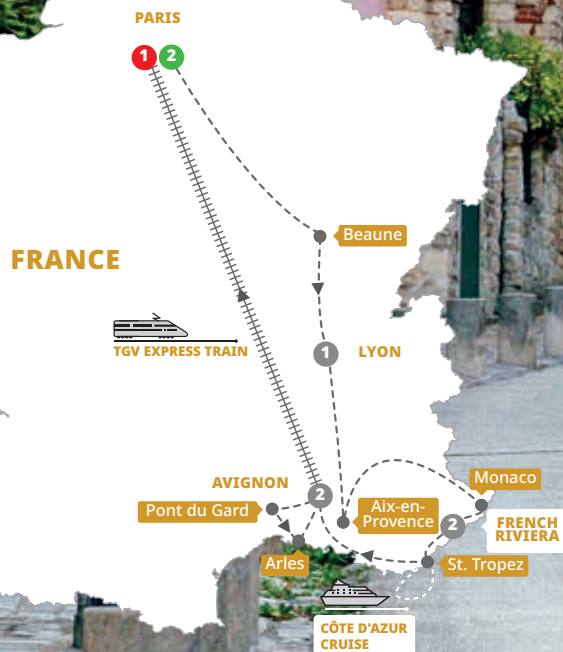 PARIS
1 2
Beaune
FRANCE
1
LYON
TGV EXPRESS TRAIN
AVIGNON
2
Pont du Gard
Arles
Aix-en-
Provence
Monaco
2
FRENCH
RIVIERA
St. Tropez
CÔTE D'AZUR
CRUISE